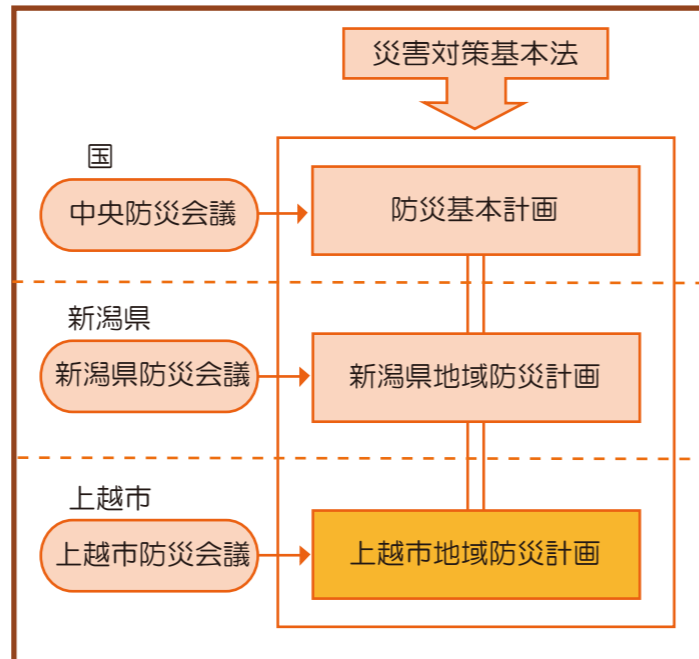 災害対策基本法
国
中央防災会議
防災基本計画
新潟県
新潟県防災会議
新潟県地域防災計画
上越市
上越市防災会議
上越市地域防災計画